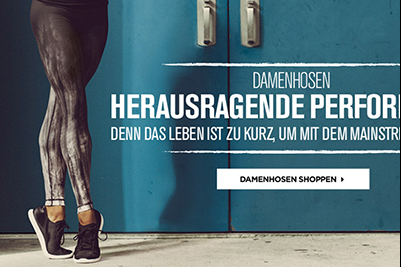 DAMENHOSEN
HERAUSRAGENDE PERFOR
DENN DAS LEBEN IST ZU KURZ, UM MIT DEM MAINSTR
DAMENHOSEN SHOPPEN